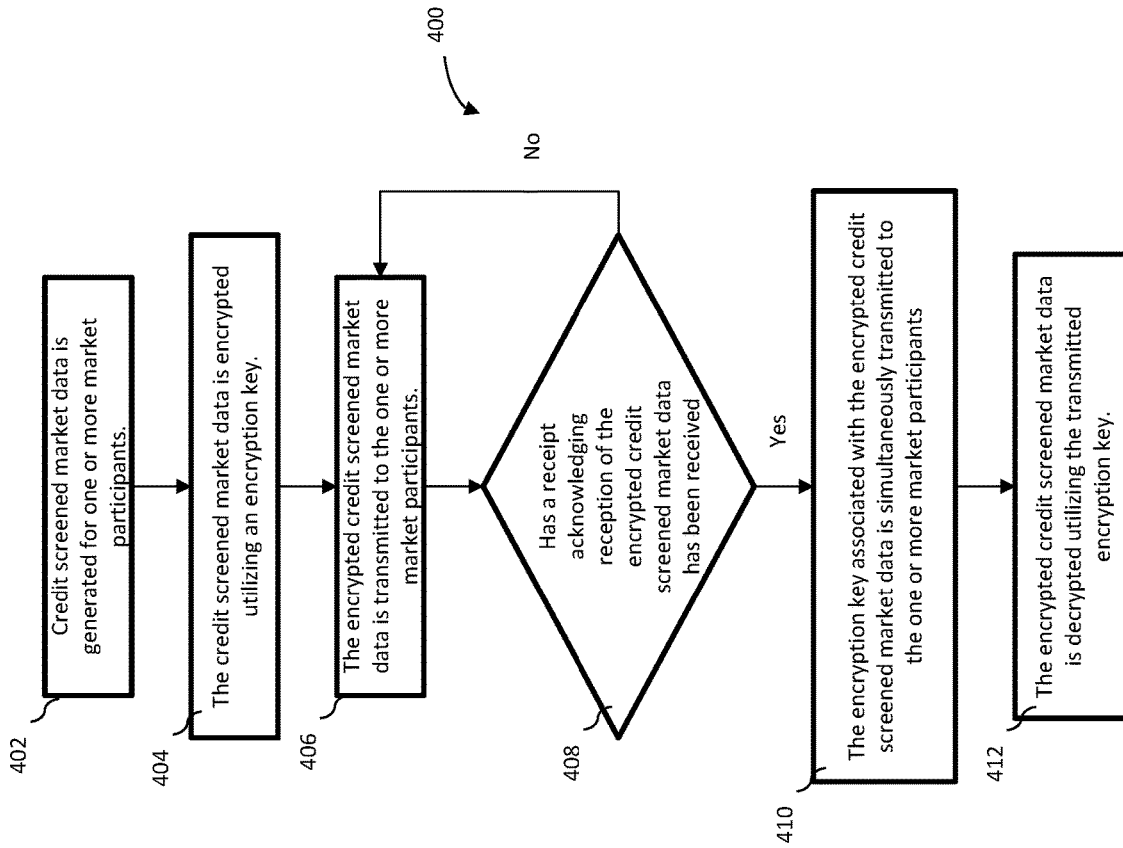 400
402
Credit screened market data is
generated for one or more market
participants.
404
The credit screened market data is encrypted
utilizing an encryption key.
406
The encrypted credit screened market
data is transmitted to the one or more
market participants.
No
408
Has a receipt
acknowledging
reception of the
encrypted credit
screened market data
has been received
Yes
410
The encryption key associated with the encrypted credit
screened market data is simultaneously transmitted to
the one or more market participants
412
The encrypted credit screened market data
is decrypted utilizing the transmitted
encryption key.